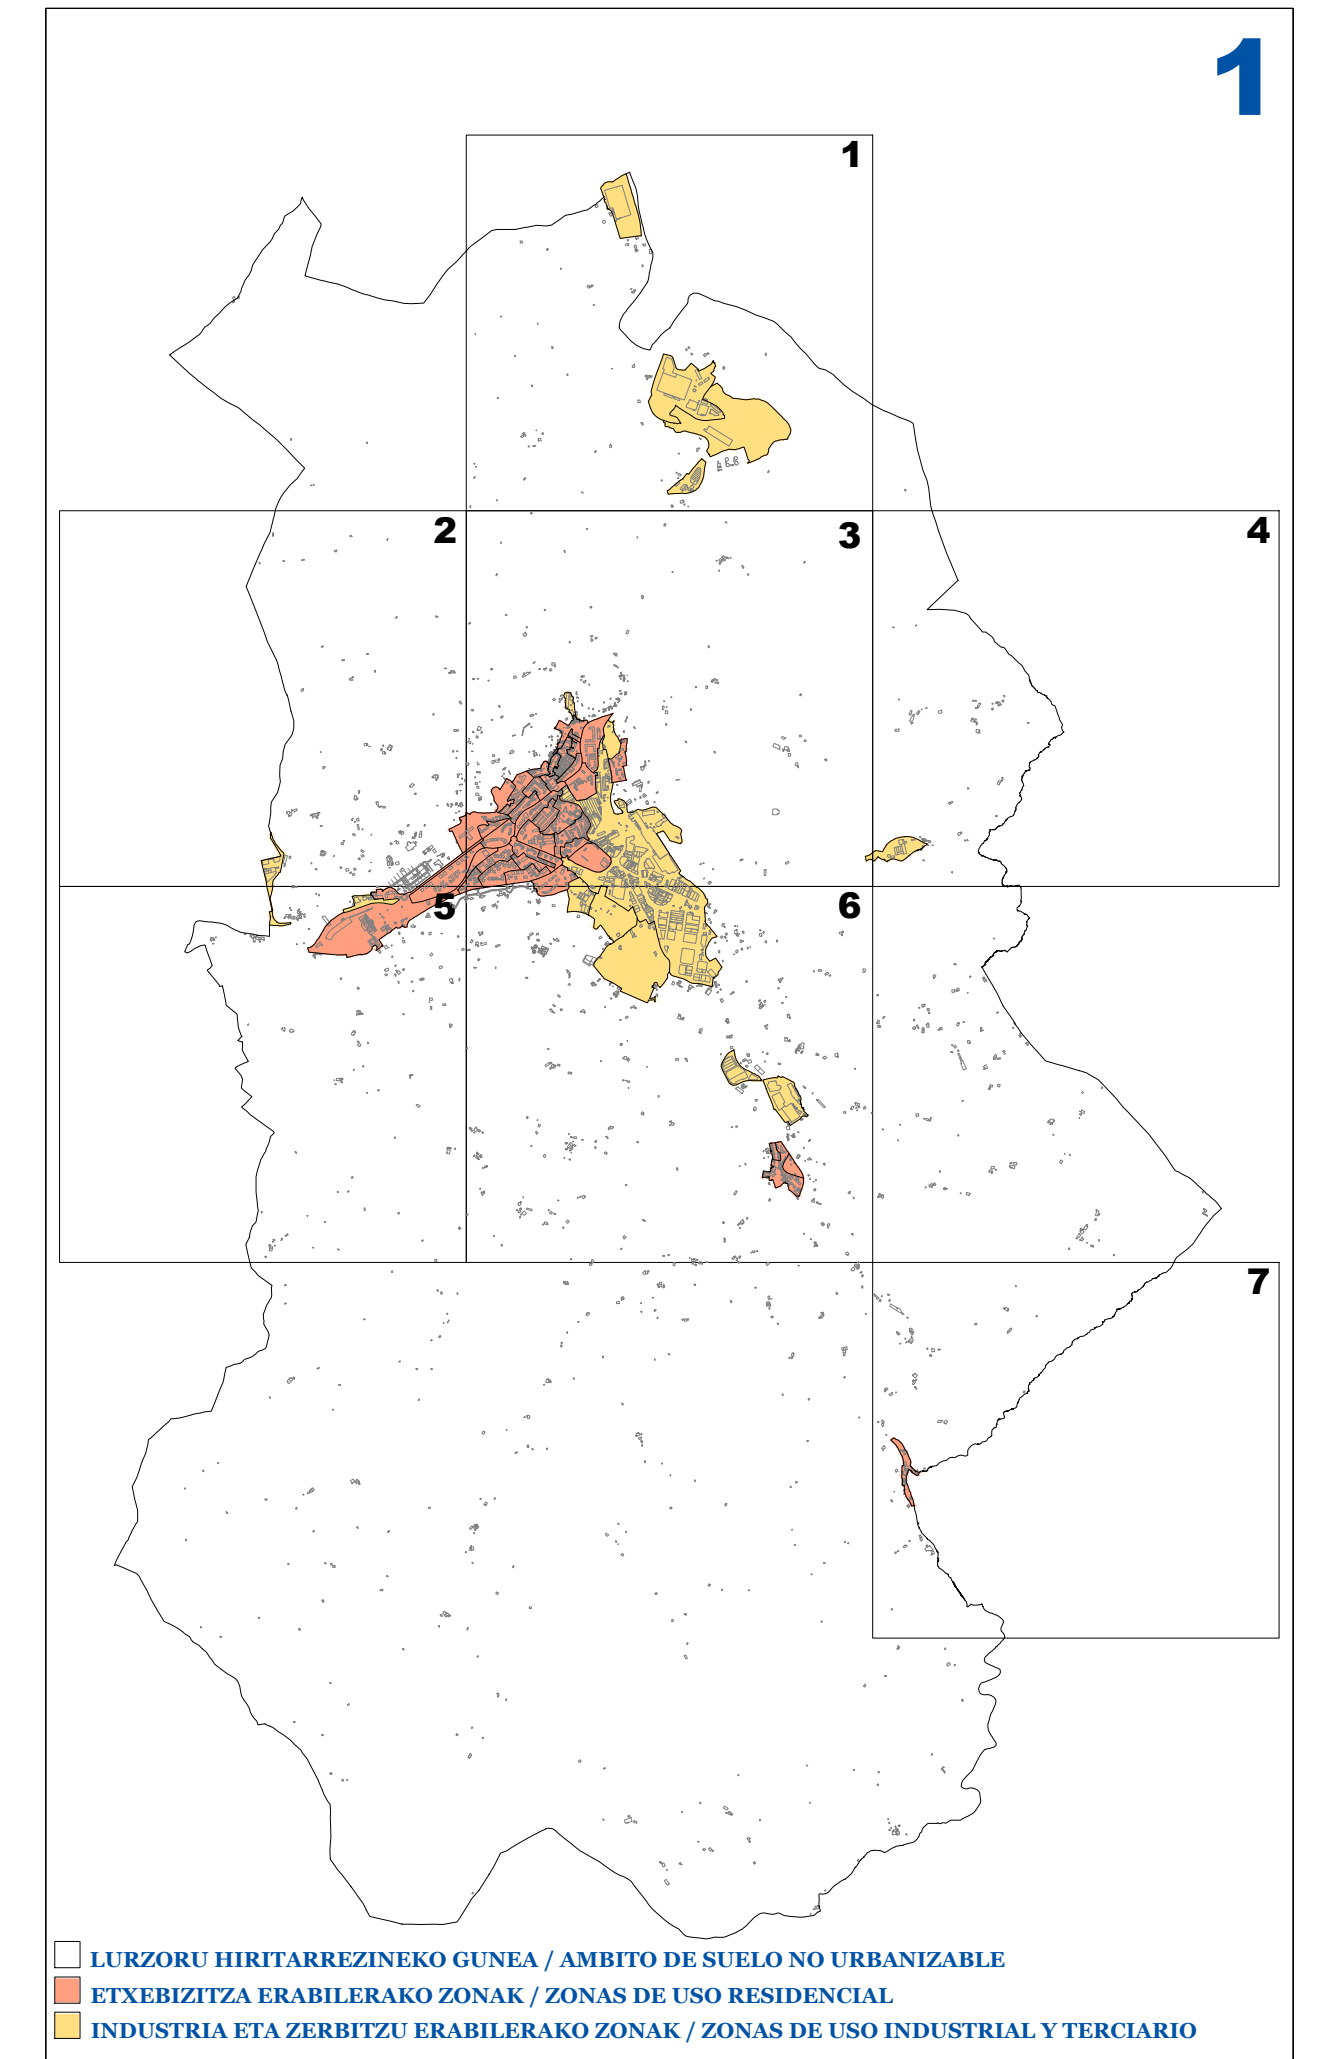 1
1
2
3
4
5
6
7
LURZORU HIRITARREZINEKO GUNEA / AMBITO DE SUELO NO URBANIZABLE
ETXEBIZITZA ERABILERAKO ZONAK / ZONAS DE USO RESIDENCIAL
INDUSTRIA ETA ZERBITZU ERABILERAKO ZONAK / ZONAS DE USO INDUSTRIAL Y TERCIARIO